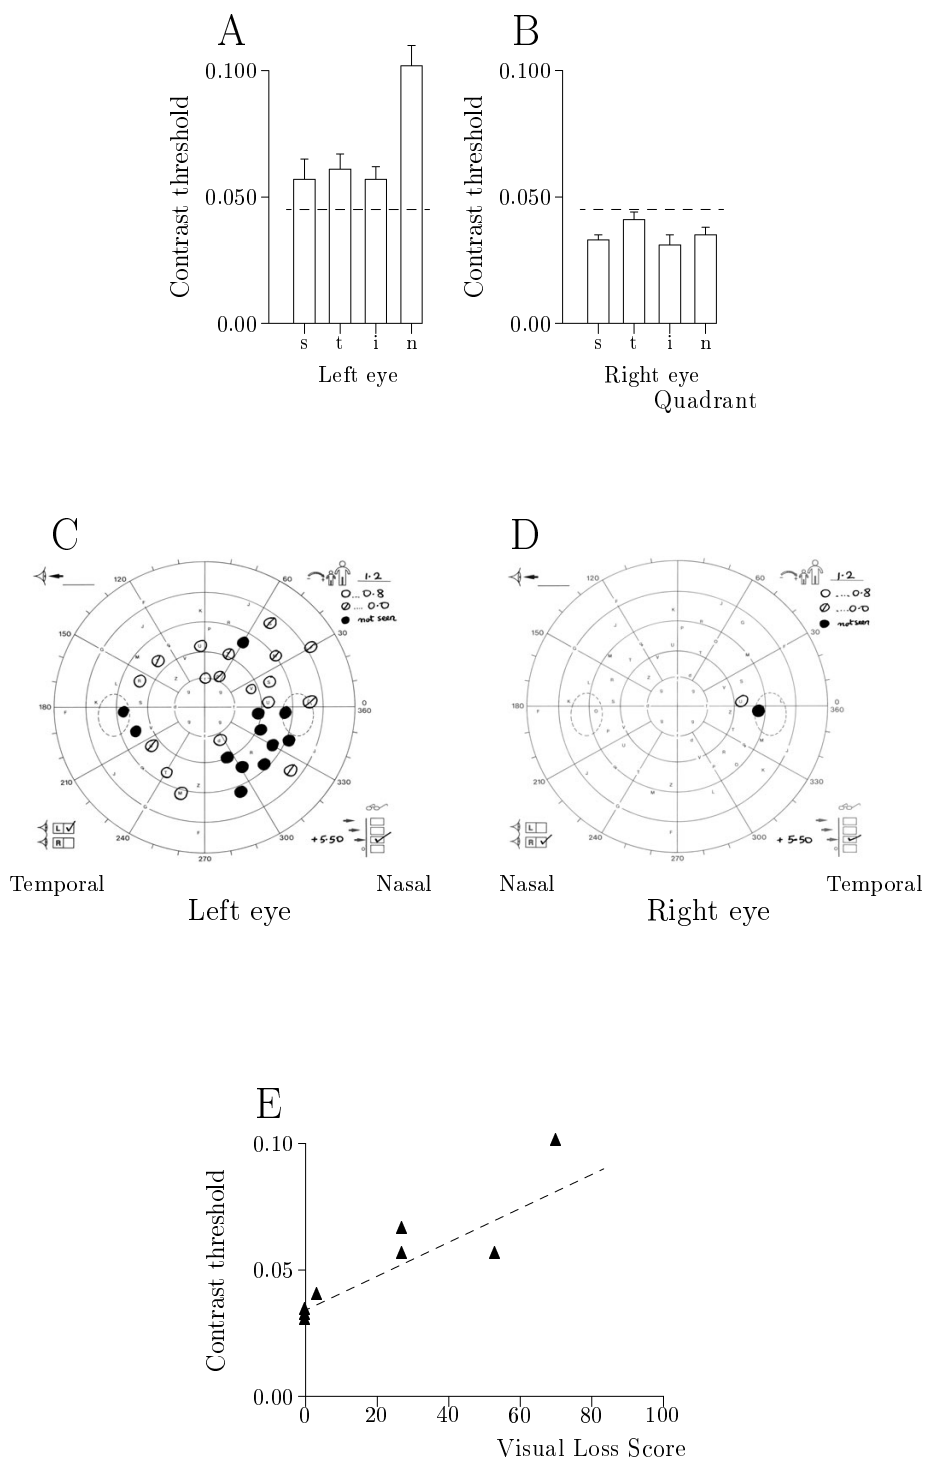 A
B
0.100
0.050
0.00
Contrast threshold
s t i n
Left eye
0.100
0.050
0.00
Contrast threshold
s t i n
Right eye
Quadrant
C
D
120
60
1.2
0.8
0.0
not seen
150
30
180
0
360
210
330
240
300
270
L
R
+5.50
Temporal
Nasal
Left eye
120
60
1.2
0.8
0.0
not seen
150
30
180
0
360
210
330
240
300
270
L
R
+5.50
Nasal
Temporal
Right eye
E
0.10
0.05
0.00
Contrast threshold
0 20 40 60 80 100
Visual Loss Score